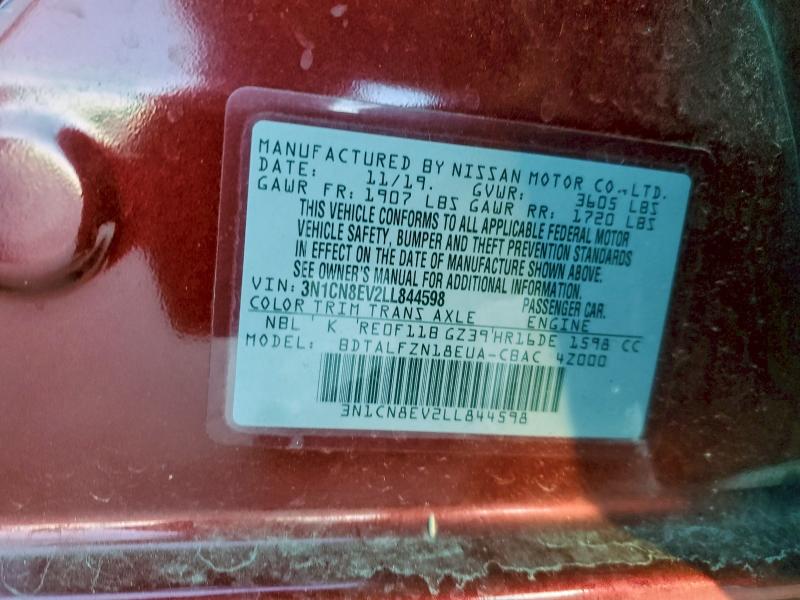 MANUFACTURED BY NISSAN MOTOR CO.,LTD.
DATE: 11/19. GVWR: 3605 LBS
GAWR FR: 1907 LBS GAWR RR: 1720 LBS
THIS VEHICLE CONFORMS TO ALL APPLICABLE FEDERAL MOTOR
VEHICLE SAFETY, BUMPER AND THEFT PREVENTION STANDARDS
IN EFFECT ON THE DATE OF MANUFACTURE SHOWN ABOVE.
SEE OWNER'S MANUAL FOR ADDITIONAL INFORMATION.
VIN: 3N1CN8EV2LL844598 PASSENGER CAR.
COLOR TRIM TRANS AXLE ENGINE
NBL K RE0F11B GZ39 HR16DE 1598 CC
MODEL: BDTALFZN18EUA-CBAC 4Z000
3N1CN8EV2LL844598